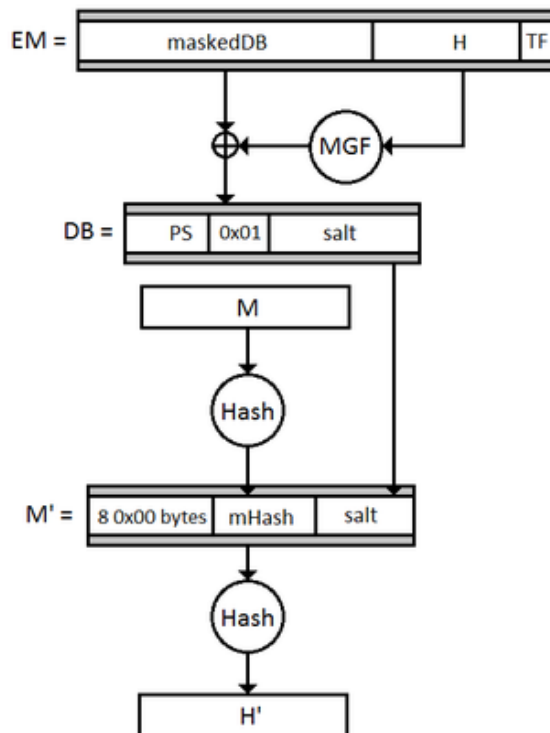 EM = maskedDB H TF
MGF
DB = PS 0x01 salt
M
Hash
M' = 8 0x00 bytes mHash salt
Hash
H'